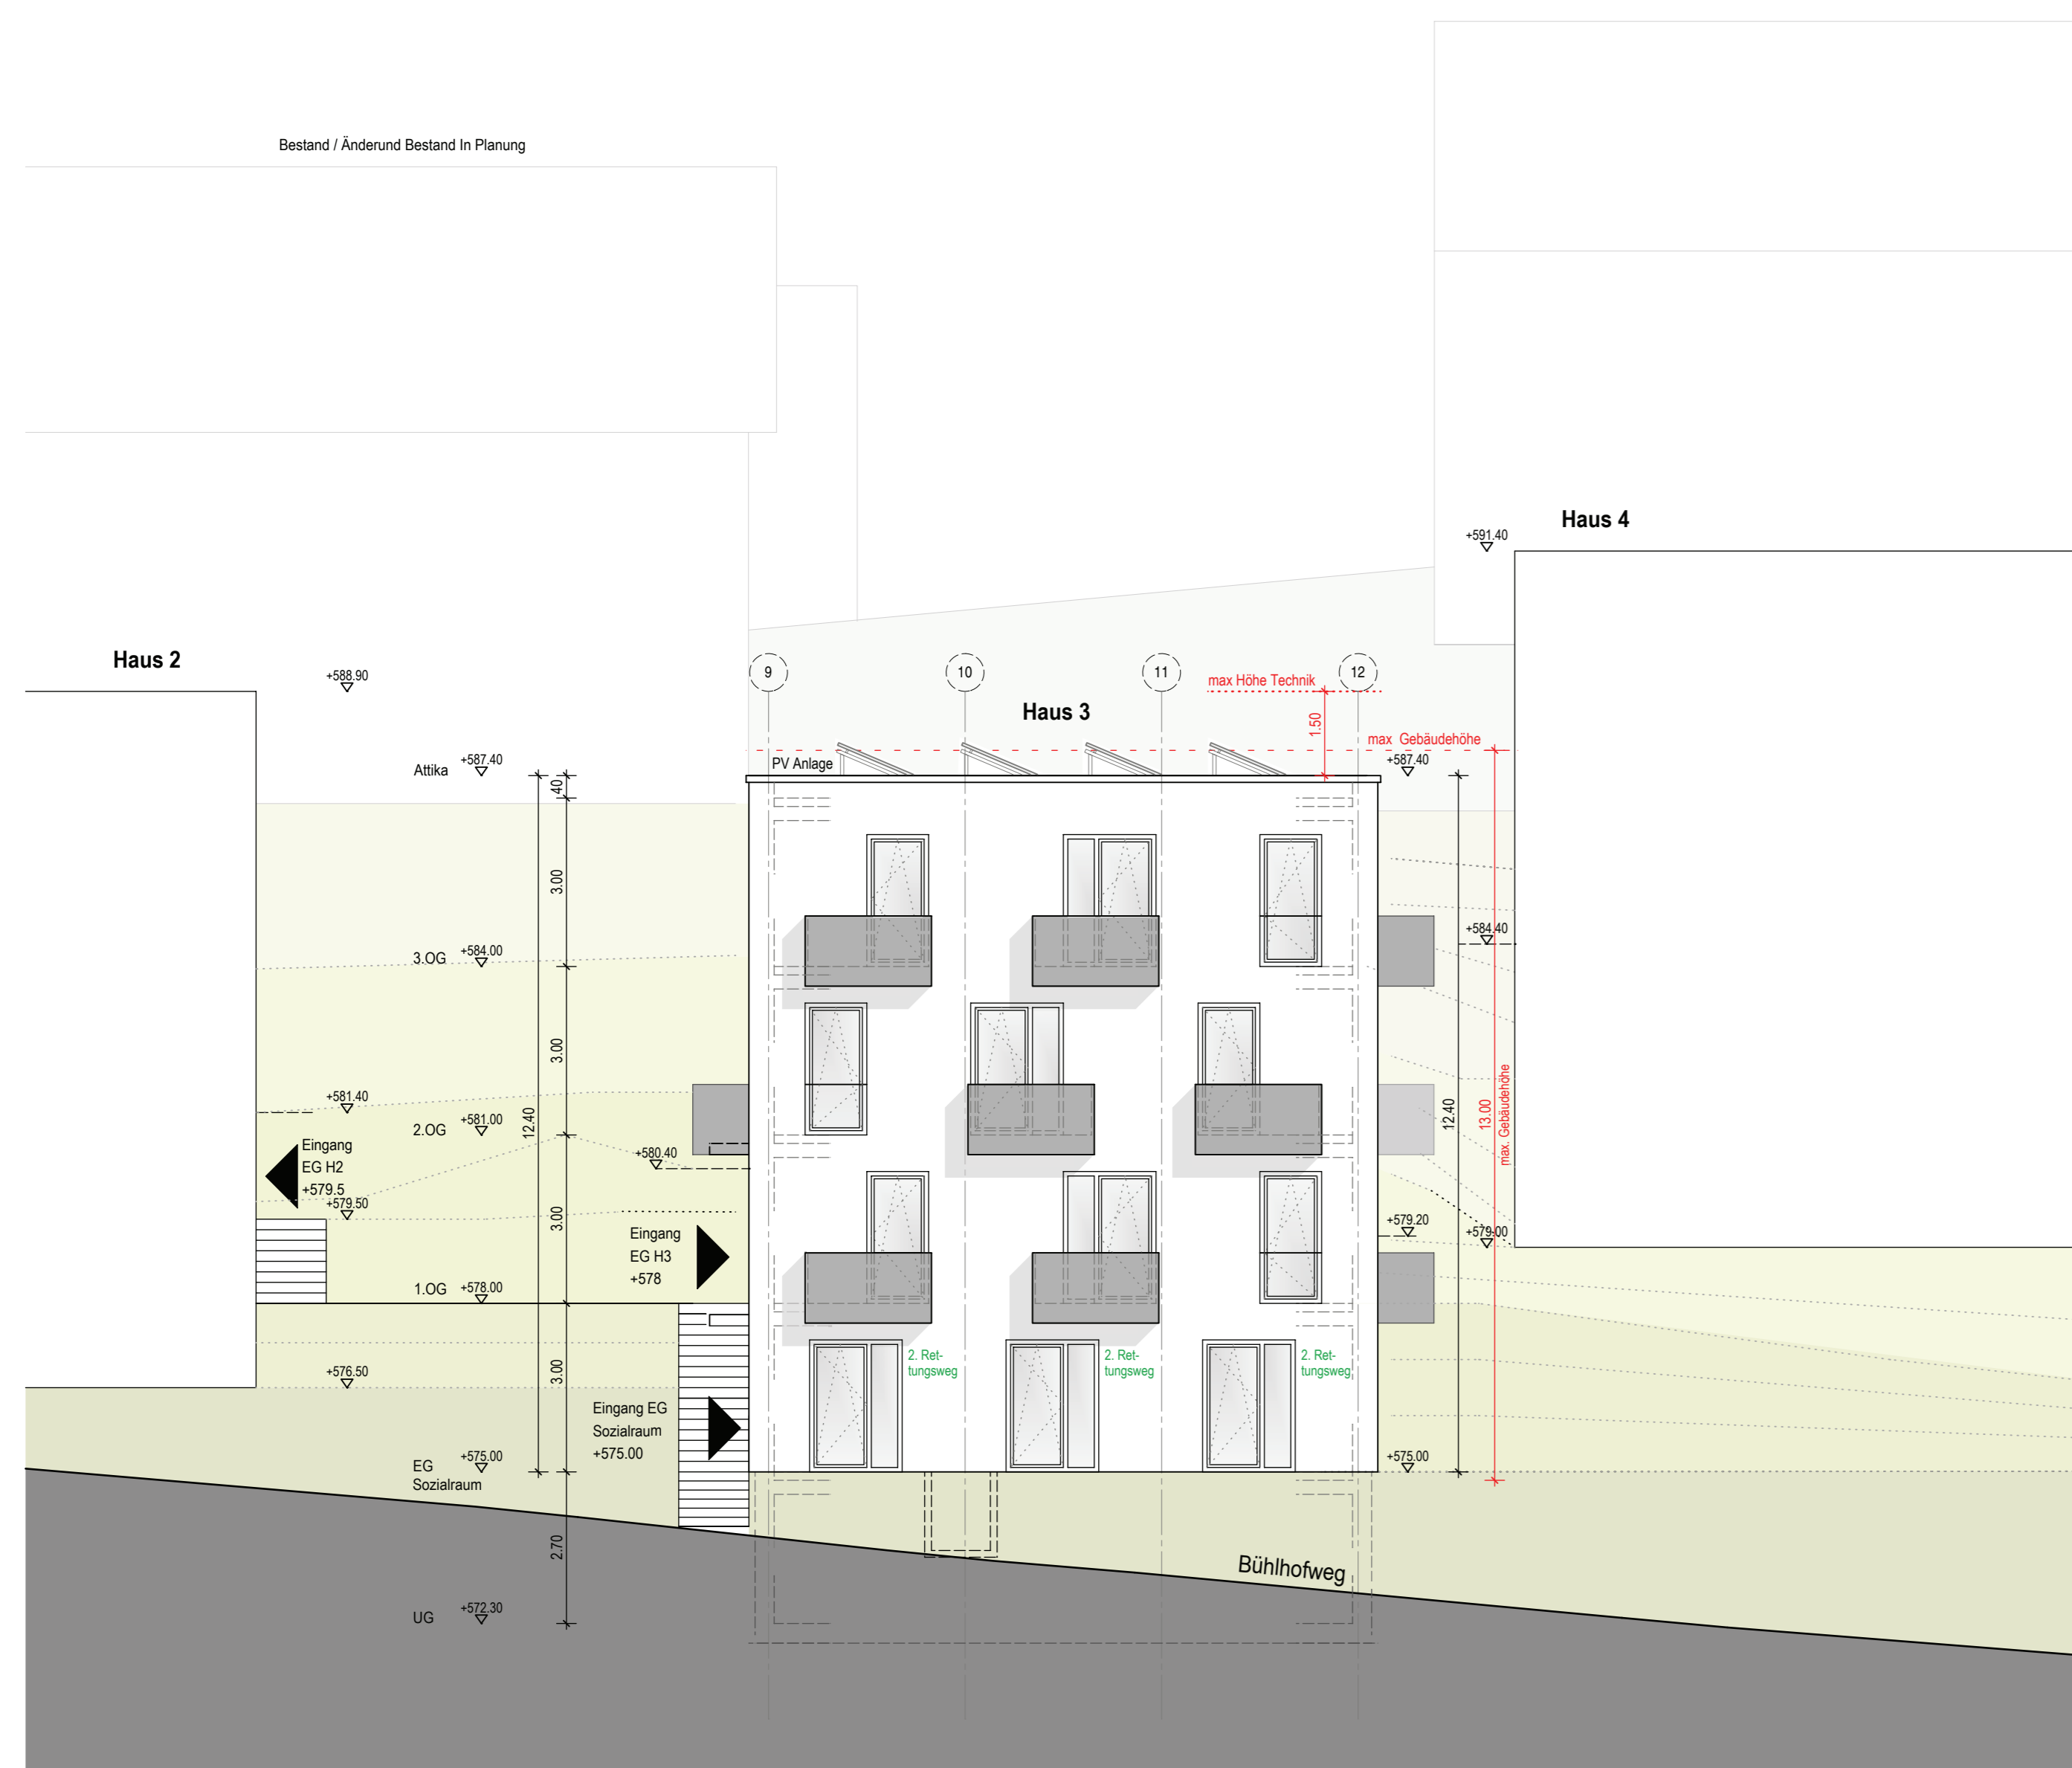 Bestand / Änderund Bestand In Planung
Haus 4
+591.40
Haus 2
+588.90
9
10
11
12
max Höhe Technik
1.50
Haus 3
max Gebäudehöhe
PV Anlage
Attika
+587.40
+587.40
40
3.00
3.OG
+584.00
+584.40
3.00
12.40
12.40
13.00
max. Gebäudehöhe
+581.40
2.OG
+581.00
Eingang
EG H2
+579.5
+579.50
+580.40
3.00
Eingang
EG H3
+578
+579.20
+579.00
1.OG
+578.00
2. Ret-
tungsweg
2. Ret-
tungsweg
2. Ret-
tungsweg
+576.50
3.00
Eingang EG
Sozialraum
+575.00
EG
Sozialraum
+575.00
+575.00
2.70
Bühlhofweg
UG
+572.30